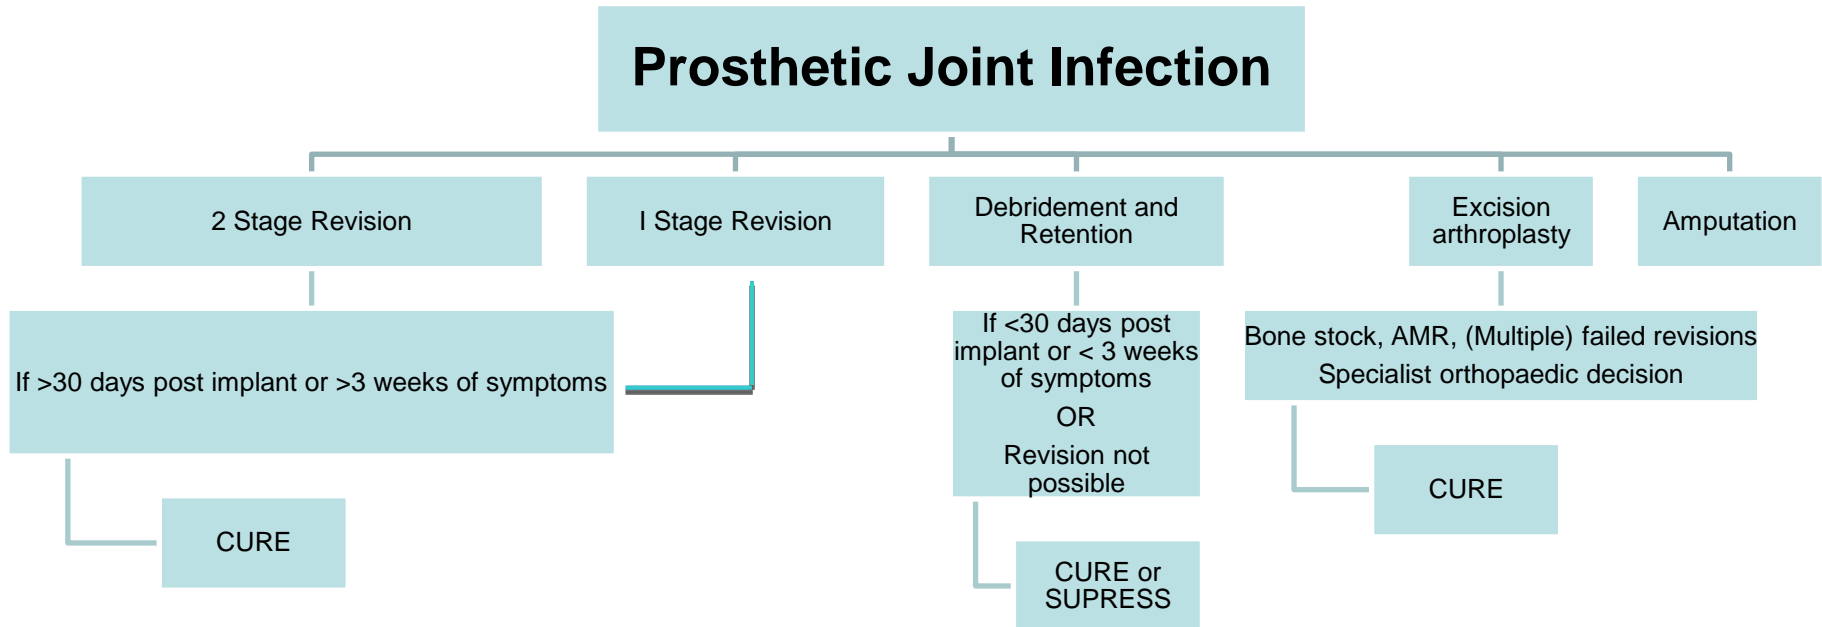 Prosthetic Joint Infection
2 Stage Revision
I Stage Revision
Debridement and
Retention
Excision
arthroplasty
Amputation
If >30 days post implant or >3 weeks of symptoms
If <30 days post
implant or < 3 weeks
of symptoms
OR
Revision not
possible
Bone stock, AMR, (Multiple) failed revisions
Specialist orthopaedic decision
CURE
CURE or
SUPRESS
CURE